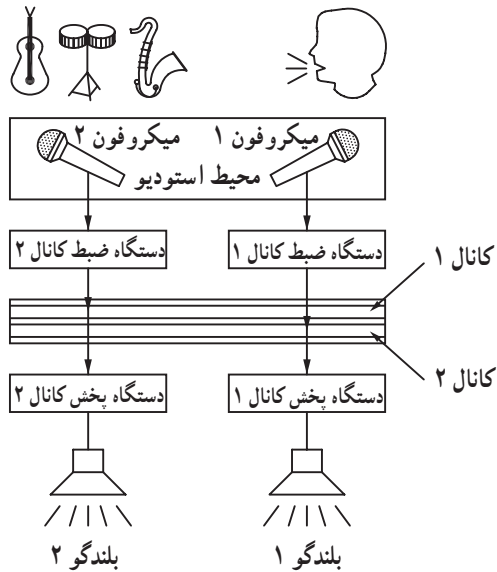 میکروفون ۱ میکروفون ۲
محیط استودیو
دستگاه ضبط کانال ۱ دستگاه ضبط کانال ۲
کانال ۱
کانال ۲
دستگاه پخش کانال ۱ دستگاه پخش کانال ۲
بلندگو ۱ بلندگو ۲